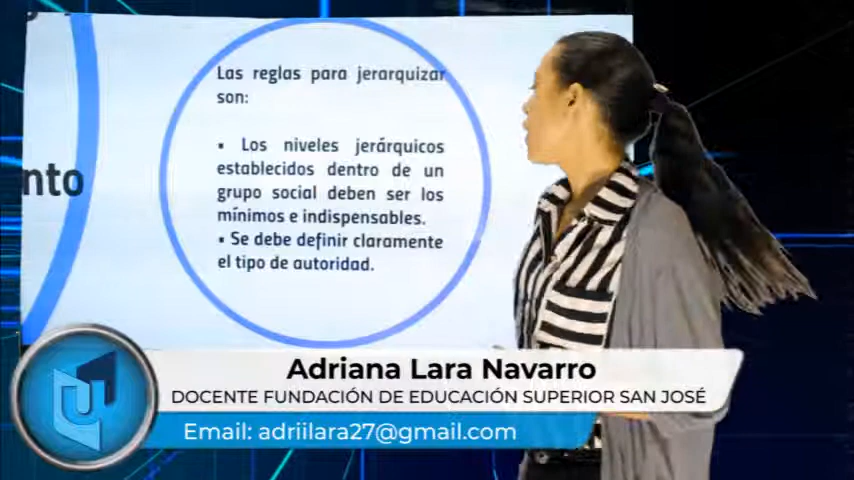 Las reglas para jerarquizar
son:
▪ Los niveles jerárquicos
establecidos dentro de un
grupo social deben ser los
mínimos e indispensables.
▪ Se debe definir claramente
el tipo de autoridad.
nto
Adriana Lara Navarro
DOCENTE FUNDACIÓN DE EDUCACIÓN SUPERIOR SAN JOSÉ
Email: adriilara27@gmail.com